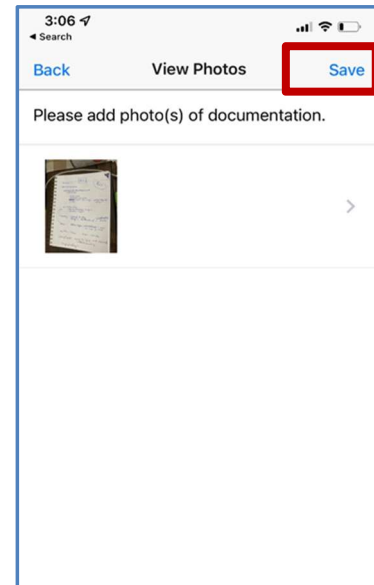 3:06
◄ Search
Back View Photos Save
Please add photo(s) of documentation.